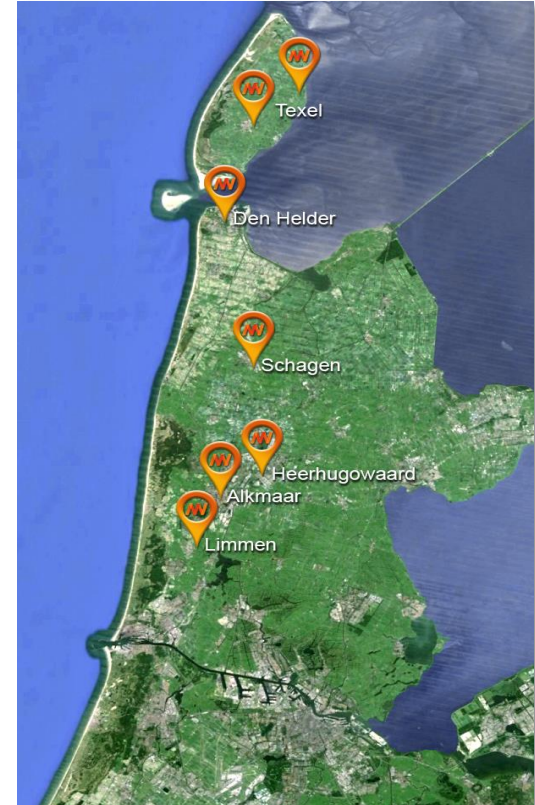 Texel
Den Helder
Schagen
Heerhugowaard
Alkmaar
Limmen